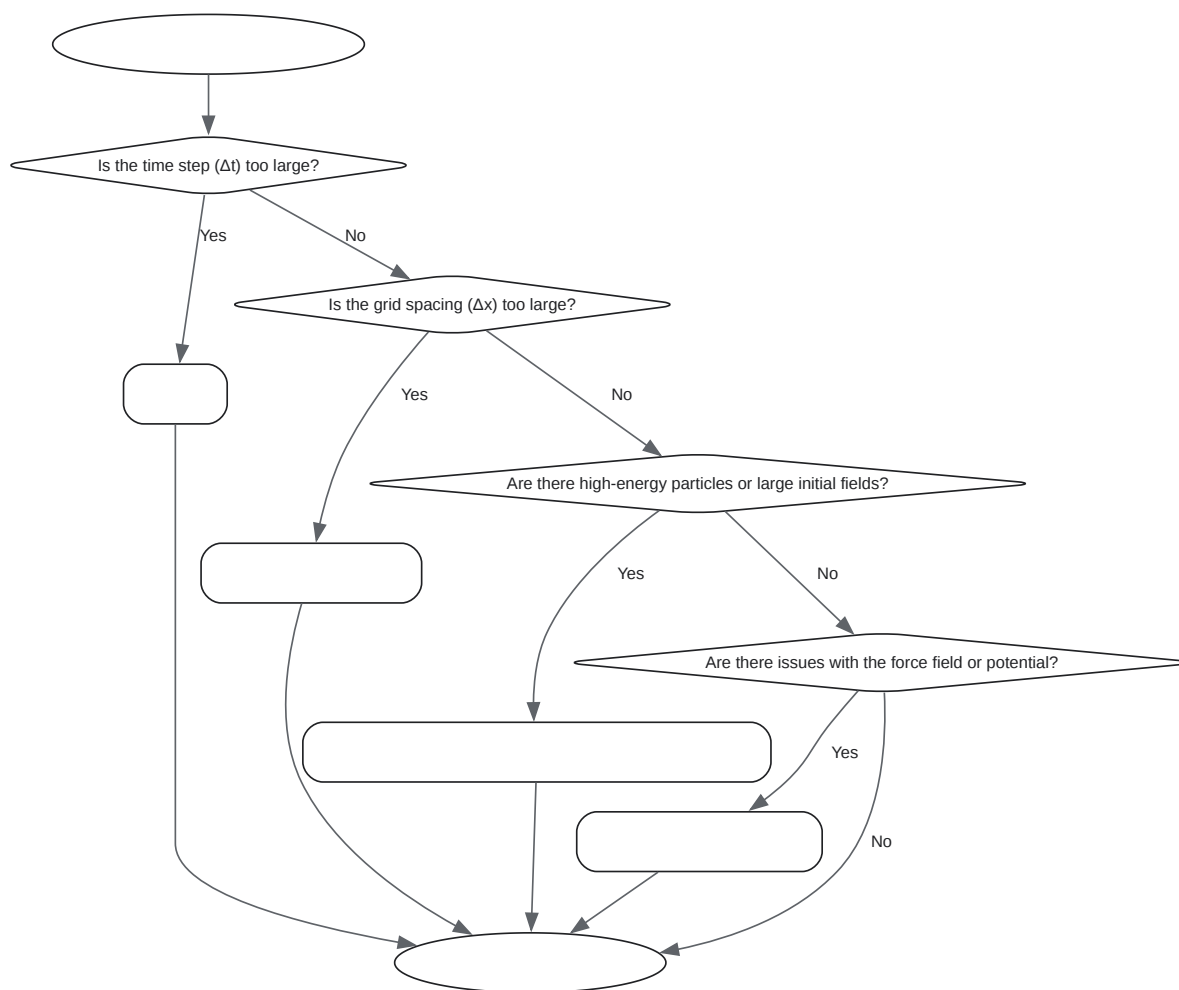 Is the time step (Δt) too large?
Yes
No
Is the grid spacing (Δx) too large?
Yes
No
Are there high-energy particles or large initial fields?
Yes
No
Are there issues with the force field or potential?
Yes
No